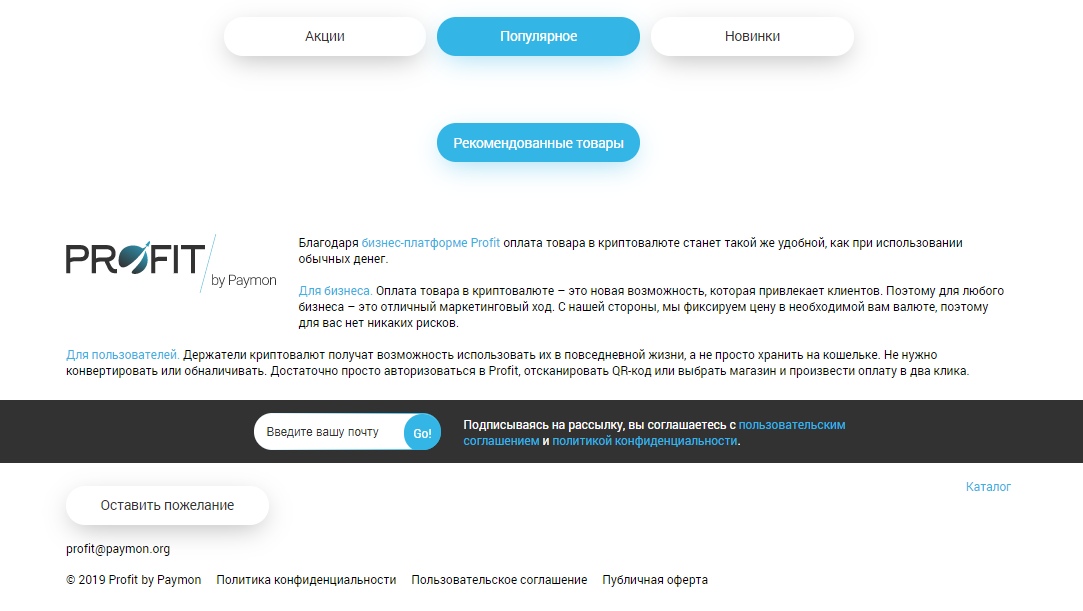 Акции
Популярное
Новинки
Рекомендованные товары
PROFIT
by Paymon
Благодаря бизнес-платформе Profit оплата товара в криптовалюте станет такой же удобной, как при использовании
обычных денег.
Для бизнеса. Оплата товара в криптовалюте – это новая возможность, которая привлекает клиентов. Поэтому для любого
бизнеса – это отличный маркетинговый ход. С нашей стороны, мы фиксируем цену в необходимой вам валюте, поэтому
для вас нет никаких рисков.
Для пользователей. Держатели криптовалют получат возможность использовать их в повседневной жизни, а не просто хранить на кошельке. Не нужно
конвертировать или обналичивать. Достаточно просто авторизоваться в Profit, отсканировать QR-код или выбрать магазин и произвести оплату в два клика.
Введите вашу почту
Go!
Подписываясь на рассылку, вы соглашаетесь с пользовательским
соглашением и политикой конфиденциальности.
Оставить пожелание
Каталог
profit@paymon.org
© 2019 Profit by Paymon Политика конфиденциальности Пользовательское соглашение Публичная оферта